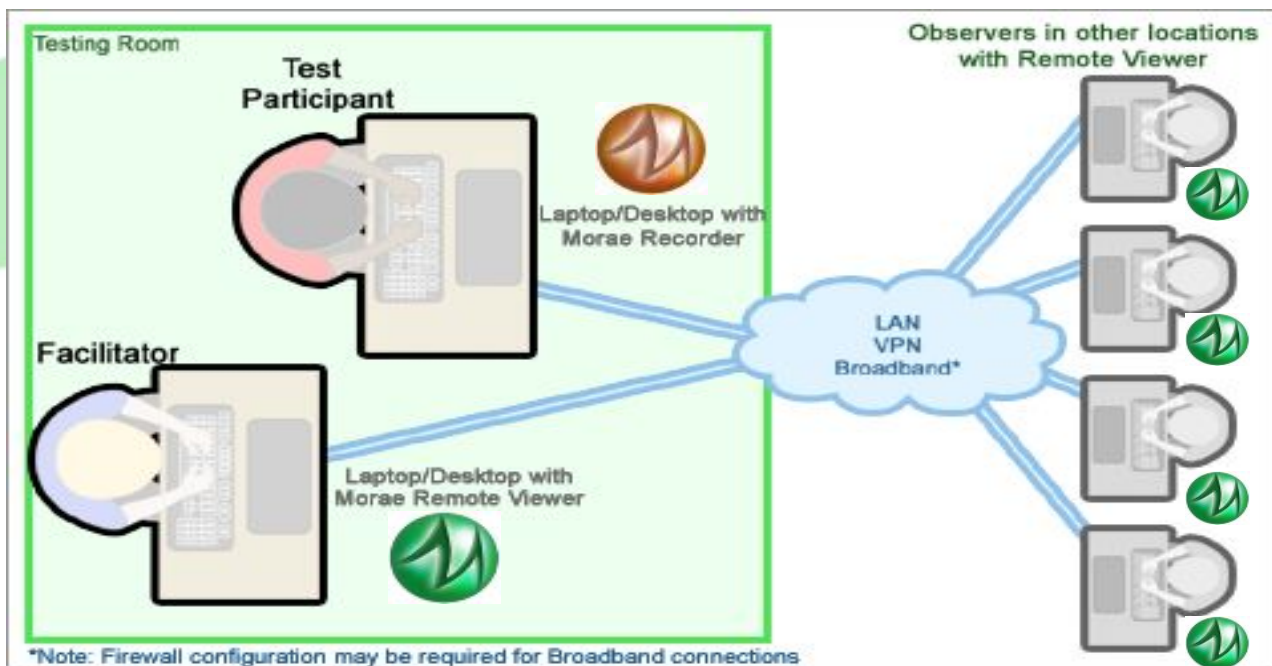 Testing Room
Test
Participant
Laptop/Desktop with
Morae Recorder
Facilitator
Laptop/Desktop with
Morae Remote Viewer
LAN
VPN
Broadband*
Observers in other locations
with Remote Viewer
*Note: Firewall configuration may be required for Broadband connections